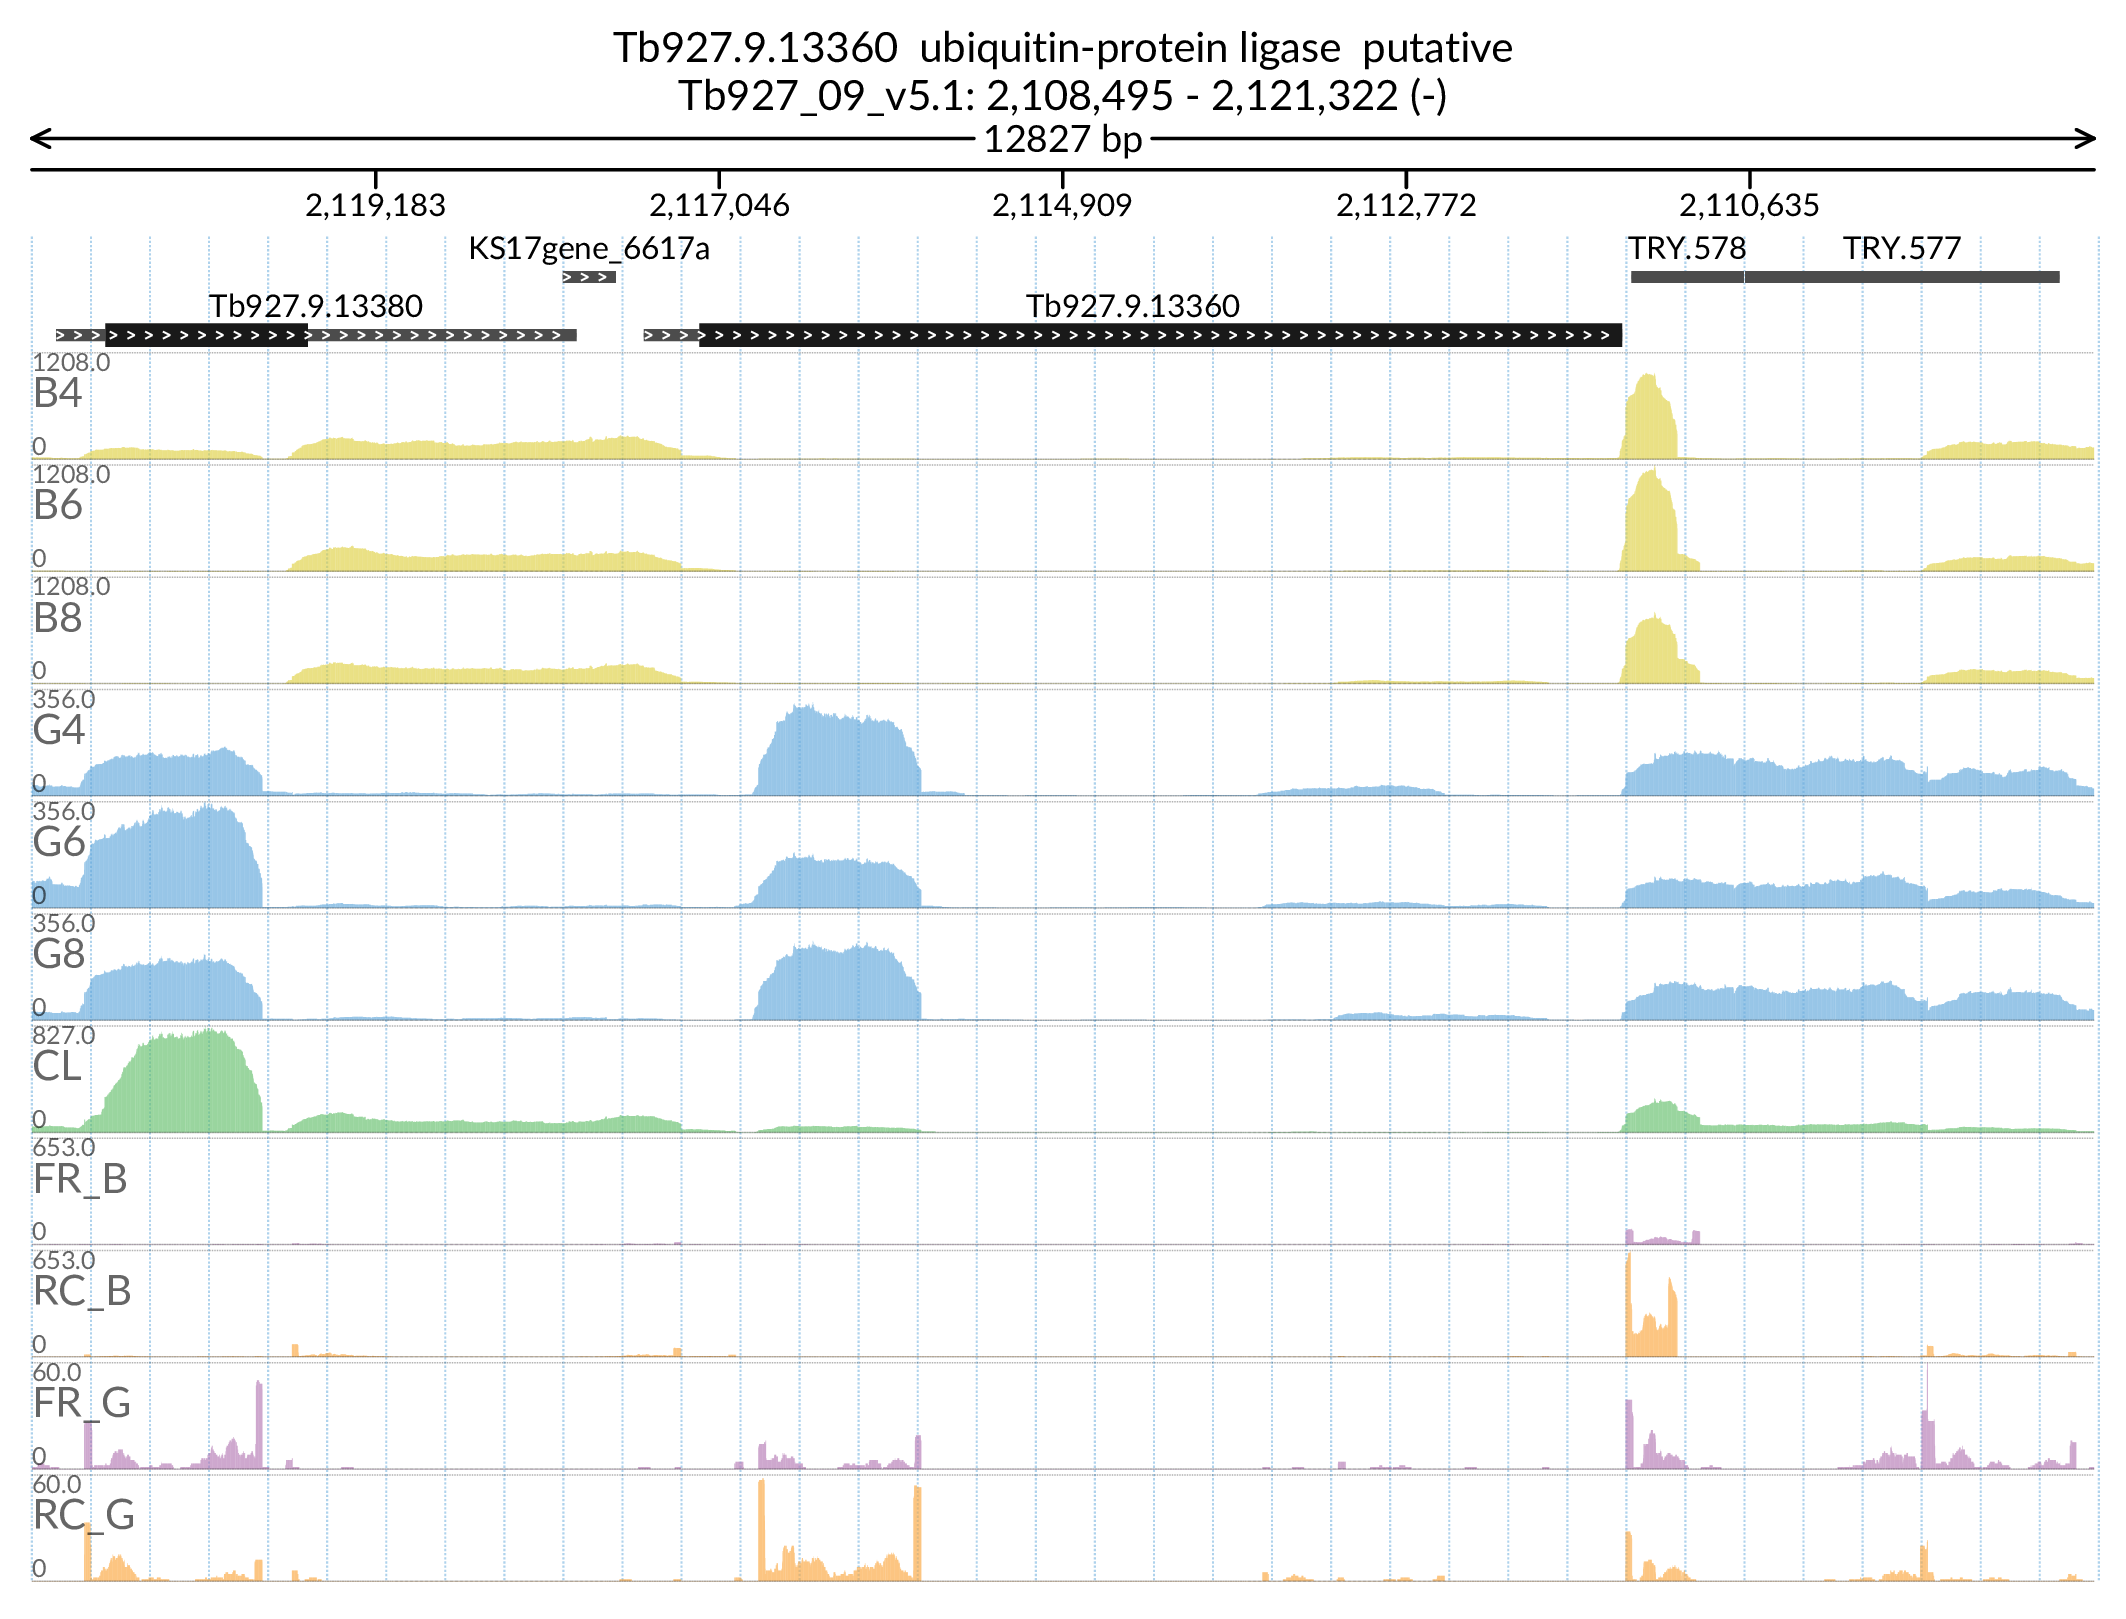 Tb927.9.13360  ubiquitin-protein ligase  putative
Tb927_09_v5.1: 2,108,495 - 2,121,322 (-)
12827 bp
2,119,183 2,117,046 2,114,909 2,112,772 2,110,635
KS17gene_6617a TRY.578 TRY.577
Tb927.9.13380 Tb927.9.13360
1208.0
B4
0
1208.0
B6
0
1208.0
B8
0
356.0
G4
0
356.0
G6
0
356.0
G8
0
827.0
CL
0
653.0
FR_B
0
653.0
RC_B
0
60.0
FR_G
0
60.0
RC_G
0